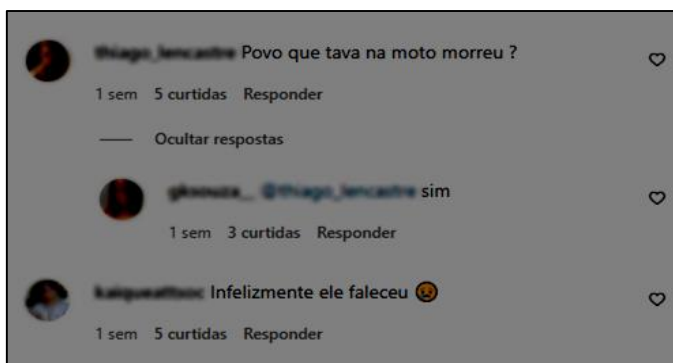 Povo que tava na moto morreu ?
1 sem 5 curtidas Responder
Ocultar respostas
sim
1 sem 3 curtidas Responder
Infelizmente ele faleceu 😢
1 sem 5 curtidas Responder